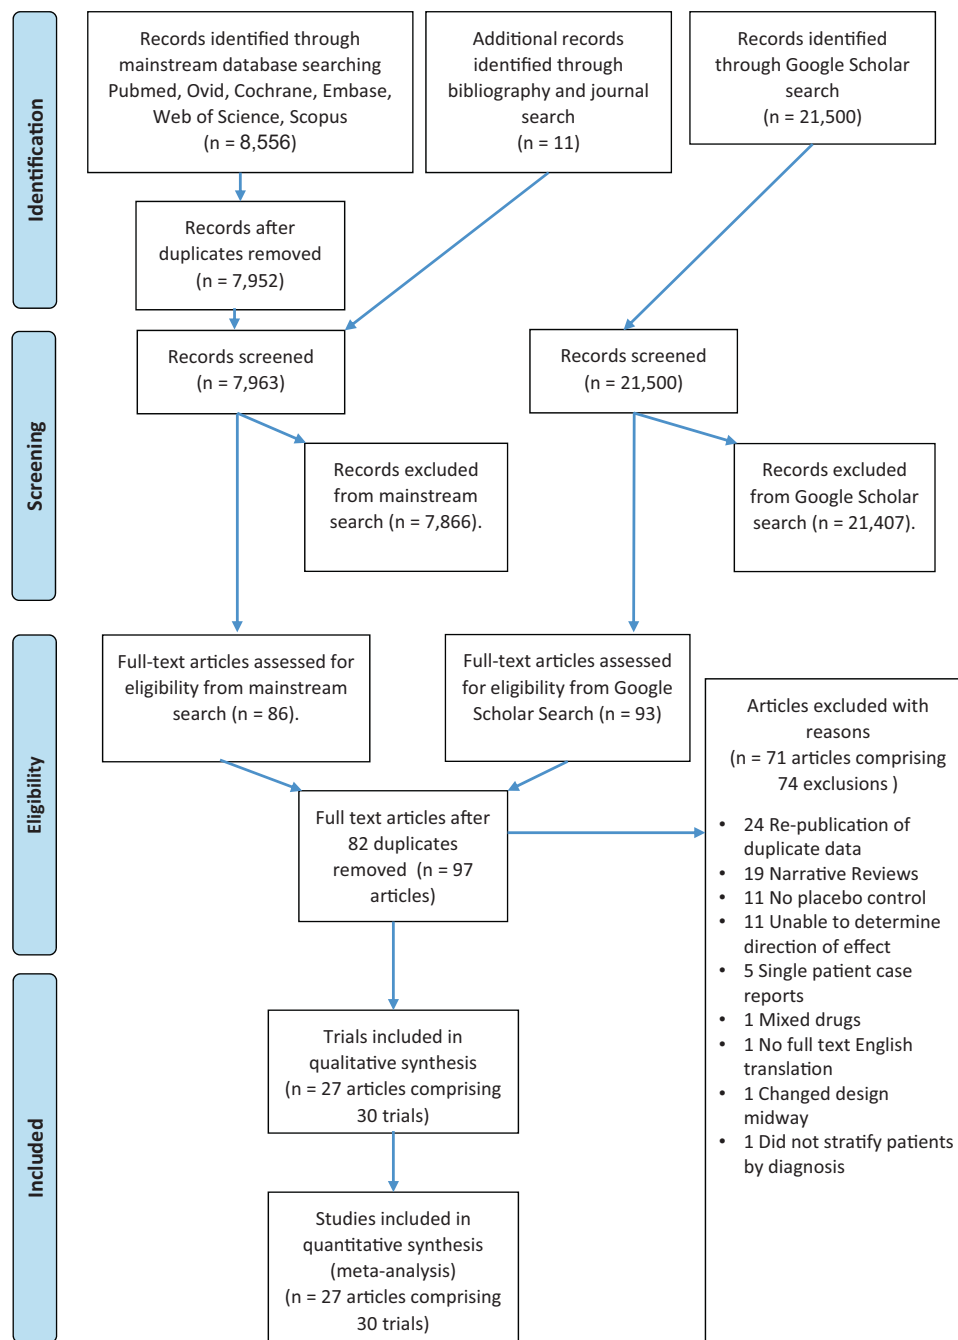 Identification
Records identified through
mainstream database searching
Pubmed, Ovid, Cochrane, Embase,
Web of Science, Scopus
(n = 8,556)
Additional records
identified through
bibliography and journal
search
(n = 11)
Records identified
through Google Scholar
search
(n = 21,500)
Records after
duplicates removed
(n = 7,952)
Screening
Records screened
(n = 7,963)
Records screened
(n = 21,500)
Records excluded
from mainstream
search (n = 7,866).
Records excluded
from Google Scholar
search (n = 21,407).
Eligibility
Full-text articles assessed for
eligibility from mainstream
search (n = 86).
Full-text articles assessed
for eligibility from Google
Scholar Search (n = 93)
Full text articles after
82 duplicates
removed (n = 97
articles)
Articles excluded with
reasons
(n = 71 articles comprising
74 exclusions )
• 24 Re-publication of
duplicate data
• 19 Narrative Reviews
• 11 No placebo control
• 11 Unable to determine
direction of effect
• 5 Single patient case
reports
• 1 Mixed drugs
• 1 No full text English
translation
• 1 Changed design
midway
• 1 Did not stratify patients
by diagnosis
Included
Trials included in
qualitative synthesis
(n = 27 articles comprising
30 trials)
Studies included in
quantitative synthesis
(meta-analysis)
(n = 27 articles comprising
30 trials)